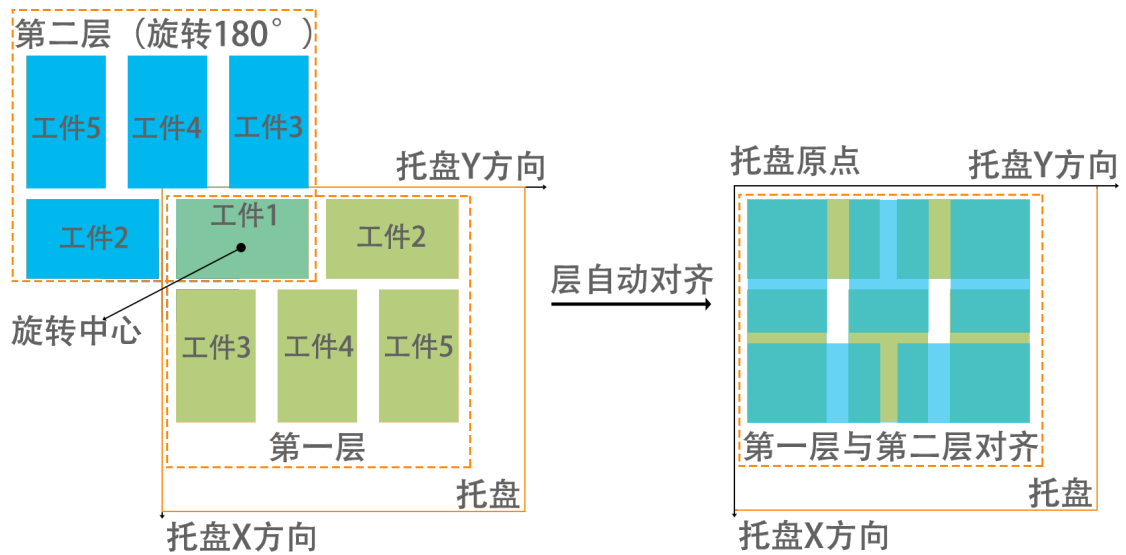 第二层（旋转180°）
工件5
工件4
工件3
托盘Y方向
工件2
工件1
工件2
旋转中心
工件3
工件4
工件5
第一层
托盘
托盘X方向
层自动对齐
托盘原点
托盘Y方向
第一层与第二层对齐
托盘
托盘X方向